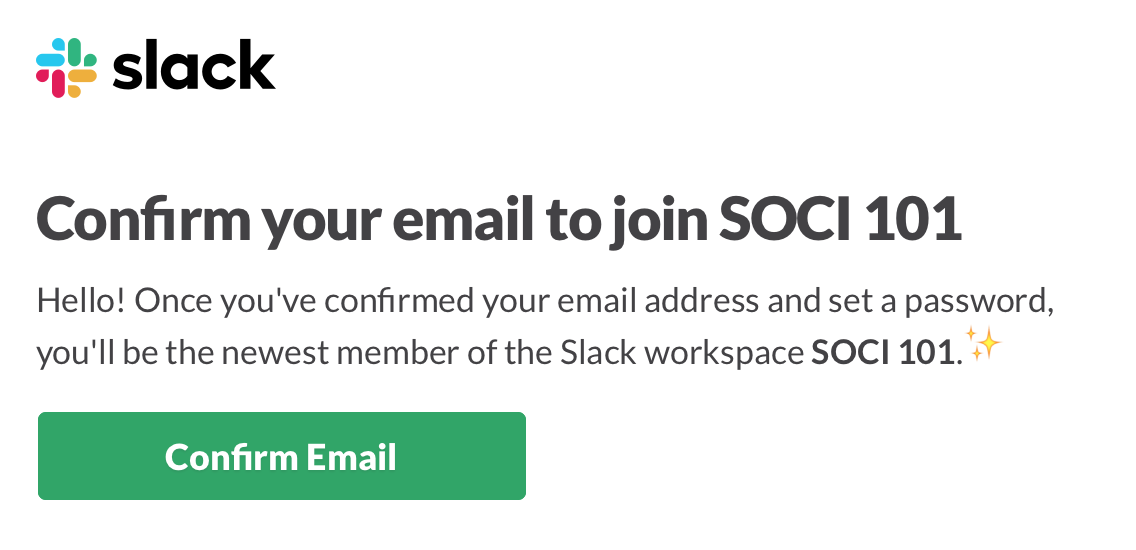 slack
Confirm your email to join SOCI 101
Hello! Once you've confirmed your email address and set a password,
you'll be the newest member of the Slack workspace SOCI 101.✨
Confirm Email